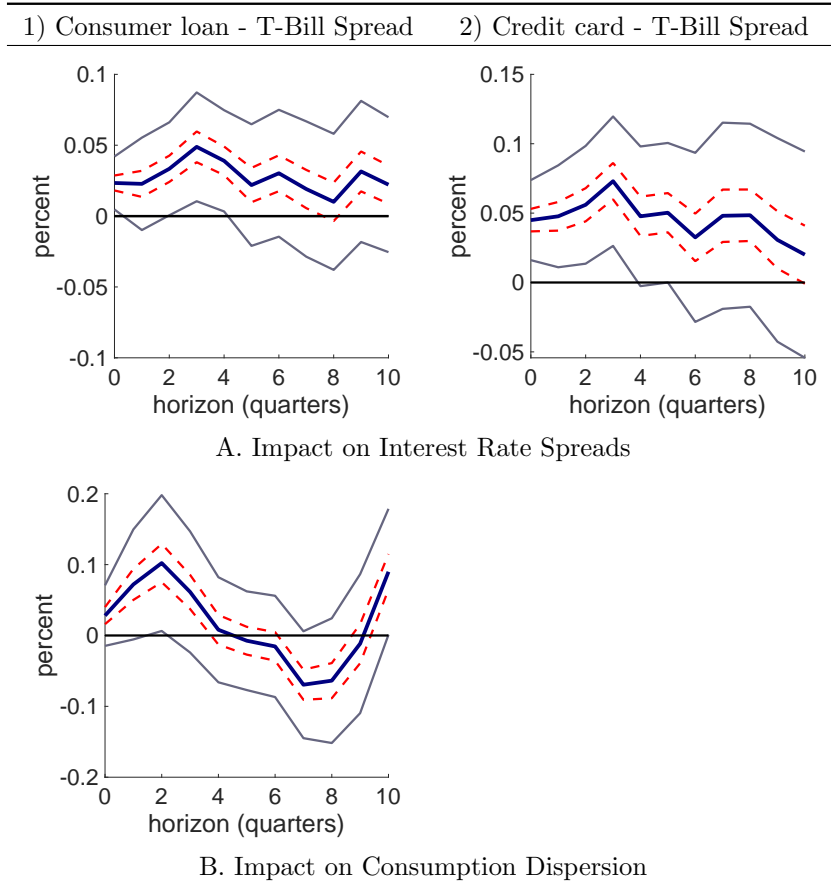 1) Consumer loan - T-Bill Spread 2) Credit card - T-Bill Spread
0.1
0.05
0
-0.05
-0.1
percent
0 2 4 6 8 10
horizon (quarters)
0.15
0.1
0.05
0
-0.05
percent
0 2 4 6 8 10
horizon (quarters)
A. Impact on Interest Rate Spreads
0.2
0.1
0
-0.1
-0.2
percent
0 2 4 6 8 10
horizon (quarters)
B. Impact on Consumption Dispersion